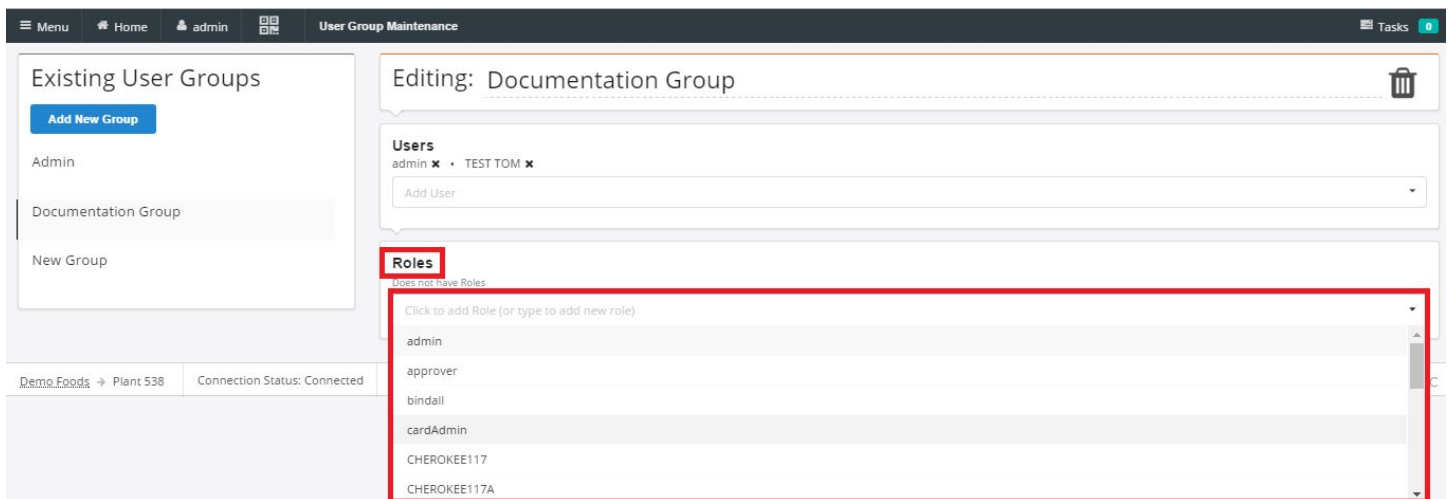 Menu Home admin User Group Maintenance Tasks 0
Existing User Groups
Add New Group
Admin
Documentation Group
New Group
Editing: Documentation Group
Users
admin ✖ • TEST TOM ✖
Add User
Roles
Does not have Roles
Click to add Role (or type to add new role)
admin
approver
bindall
cardAdmin
CHEROKEE117
CHEROKEE117A
Demo Foods → Plant 538 Connection Status: Connected
C